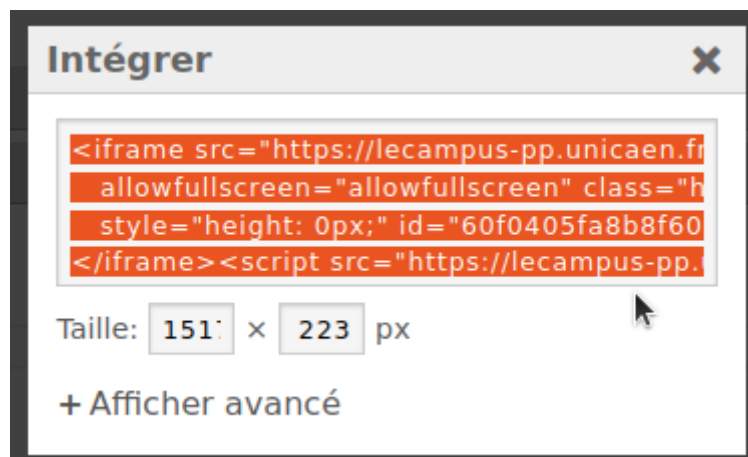 Intégrer
<iframe src="https://lecampus-pp.unicaen.fr
allowfullscreen="allowfullscreen" class="h
style="height: 0px;" id="60f0405fa8b8f60
</iframe><script src="https://lecampus-pp.
Taille: 151 × 223 px
+ Afficher avancé